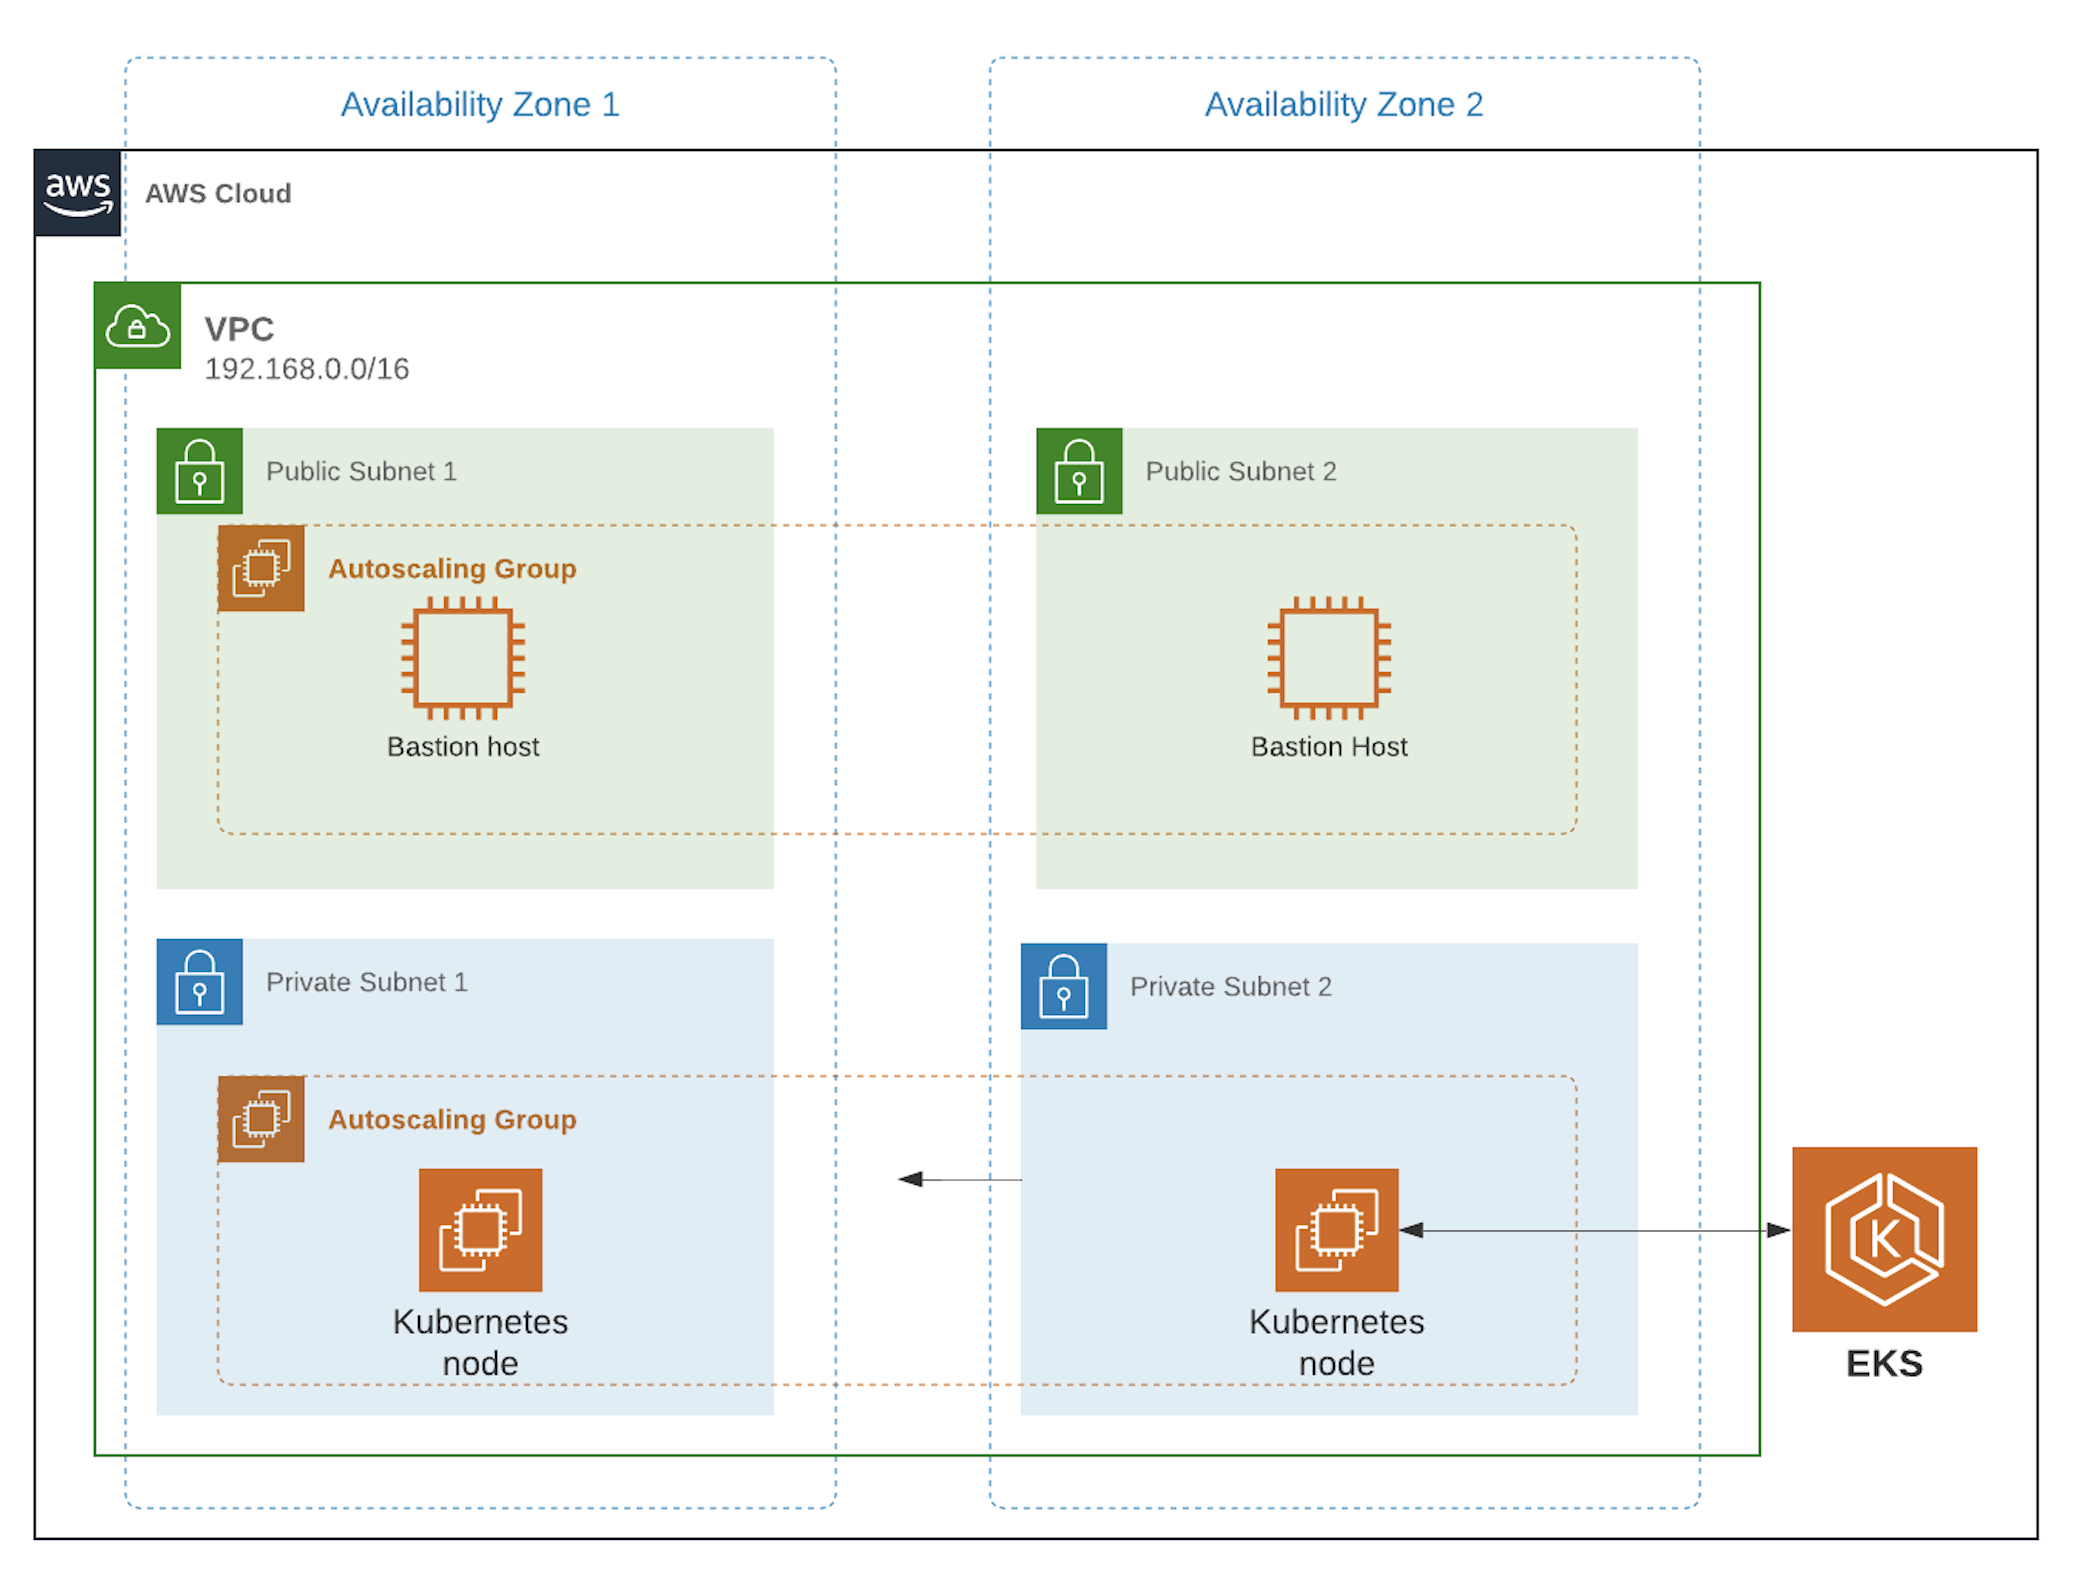 Availability Zone 1
Availability Zone 2
aws
AWS Cloud
VPC
192.168.0.0/16
Public Subnet 1
Public Subnet 2
Autoscaling Group
Bastion host
Bastion Host
Private Subnet 1
Private Subnet 2
Autoscaling Group
Kubernetes
node
Kubernetes
node
K
EKS